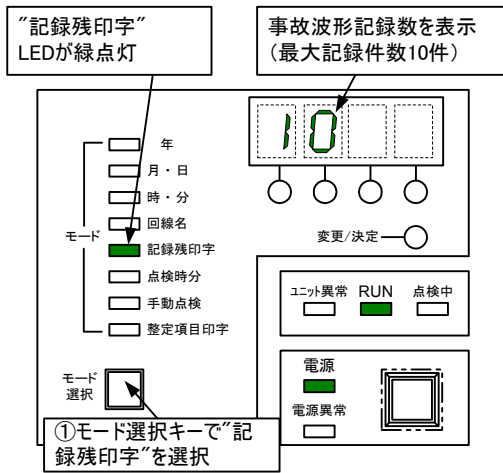 "記録残印字"
LEDが緑点灯
事故波形記録数を表示
(最大記録件数10件)
10
年
月・日
時・分
回線名
モード
記録残印字
点検時分
手動点検
整定項目印字
変更/決定
ユニット異常 RUN 点検中
モード
選択
電源
電源異常
①モード選択キーで"記
録残印字"を選択